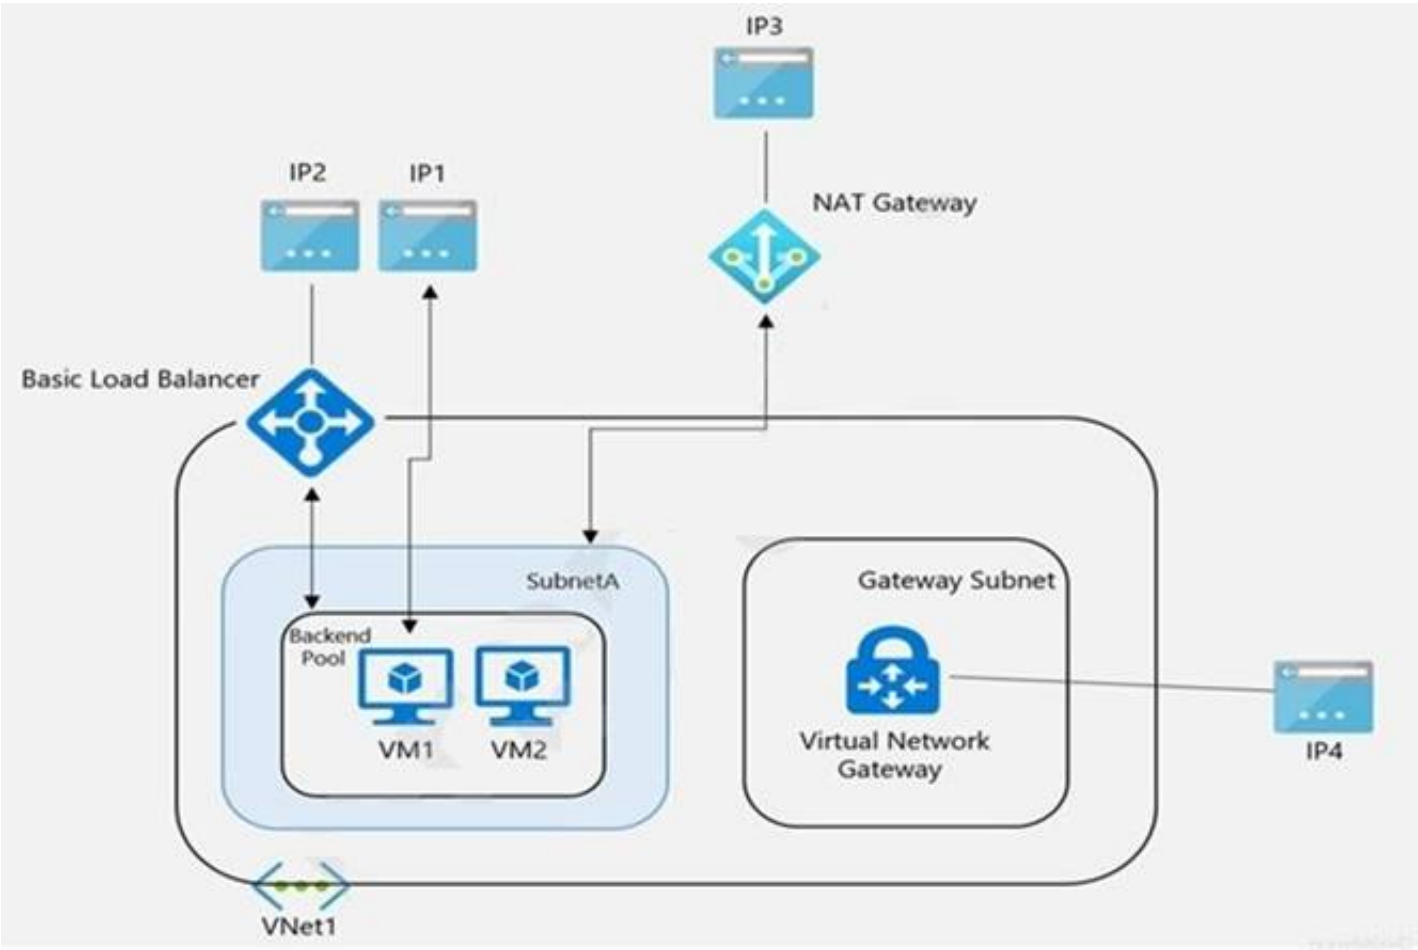 IP3
IP2
IP1
NAT Gateway
Basic Load Balancer
SubnetA
Gateway Subnet
Backend
Pool
VM1
VM2
Virtual Network
Gateway
IP4
VNet1